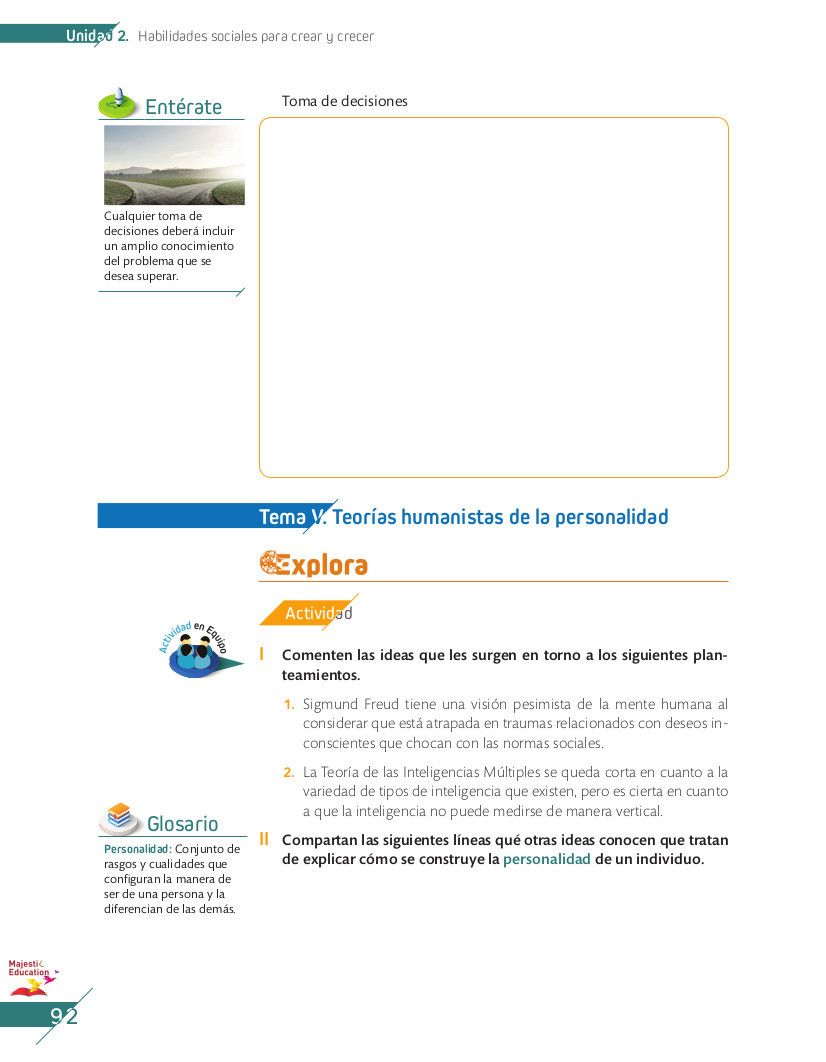 Unidad 2. Habilidades sociales para crear y crecer
Entérate
Cualquier toma de
decisiones deberá incluir
un amplio conocimiento
del problema que se
desea superar.
Toma de decisiones
Tema V. Teorías humanistas de la personalidad
Explora
Actividad
Actividad en Equipo
I Comenten las ideas que les surgen en torno a los siguientes plan-
teamientos.
1. Sigmund Freud tiene una visión pesimista de la mente humana al
considerar que está atrapada en traumas relacionados con deseos in-
conscientes que chocan con las normas sociales.
2. La Teoría de las Inteligencias Múltiples se queda corta en cuanto a la
variedad de tipos de inteligencia que existen, pero es cierta en cuanto
a que la inteligencia no puede medirse de manera vertical.
II Compartan las siguientes líneas qué otras ideas conocen que tratan
de explicar cómo se construye la personalidad de un individuo.
Glosario
Personalidad: Conjunto de
rasgos y cualidades que
configuran la manera de
ser de una persona y la
diferencian de las demás.
Majestic
Education
92